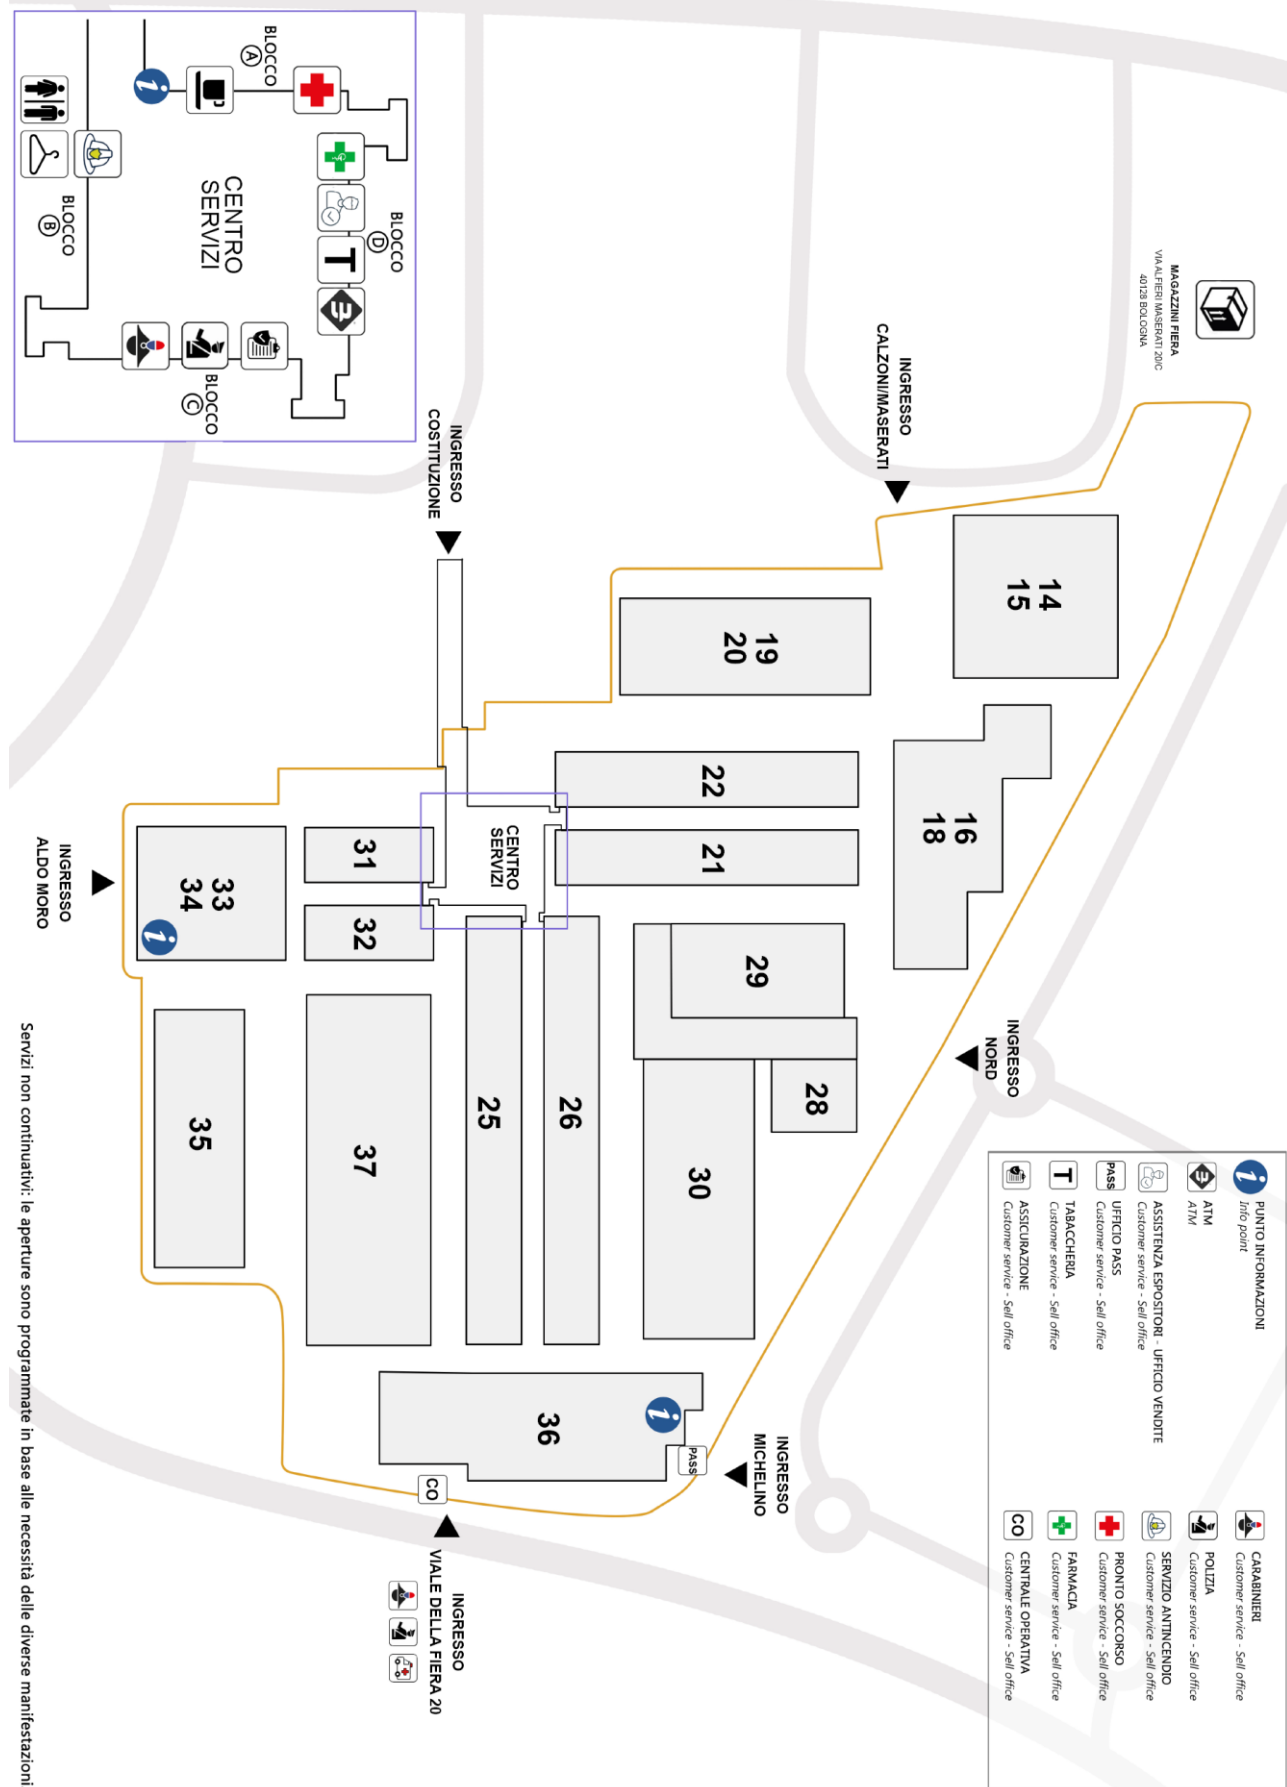 BLOCCO
A
BLOCCO
D
CENTRO
SERVIZI
BLOCCO
B
BLOCCO
C
T
MAGAZZINI FIERA
VIA ALFIERI MASERATI 20/C
40128 BOLOGNA
INGRESSO
CALZONI/MASERATI
INGRESSO
COSTITUZIONE
14
15
19
20
16
18
22
21
CENTRO
SERVIZI
31
32
33
34
INGRESSO
ALDO MORO
29
28
30
26
25
37
35
36
INGRESSO
NORD
INGRESSO
MICHELINO
PASS
CO
INGRESSO
VIALE DELLA FIERA 20
PUNTO INFORMAZIONI
Info point
ATM
ATM
ASSISTENZA ESPOSITORI - UFFICIO VENDITE
Customer service - Sell office
PASS
UFFICIO PASS
Customer service - Sell office
T
TABACCHERIA
Customer service - Sell office
ASSICURAZIONE
Customer service - Sell office
CARABINIERI
Customer service - Sell office
POLIZIA
Customer service - Sell office
SERVIZIO ANTINCENDIO
Customer service - Sell office
PRONTO SOCCORSO
Customer service - Sell office
FARMACIA
Customer service - Sell office
CO
CENTRALE OPERATIVA
Customer service - Sell office
Servizi non continuativi: le aperture sono programmate in base alle necessità delle diverse manifestazioni